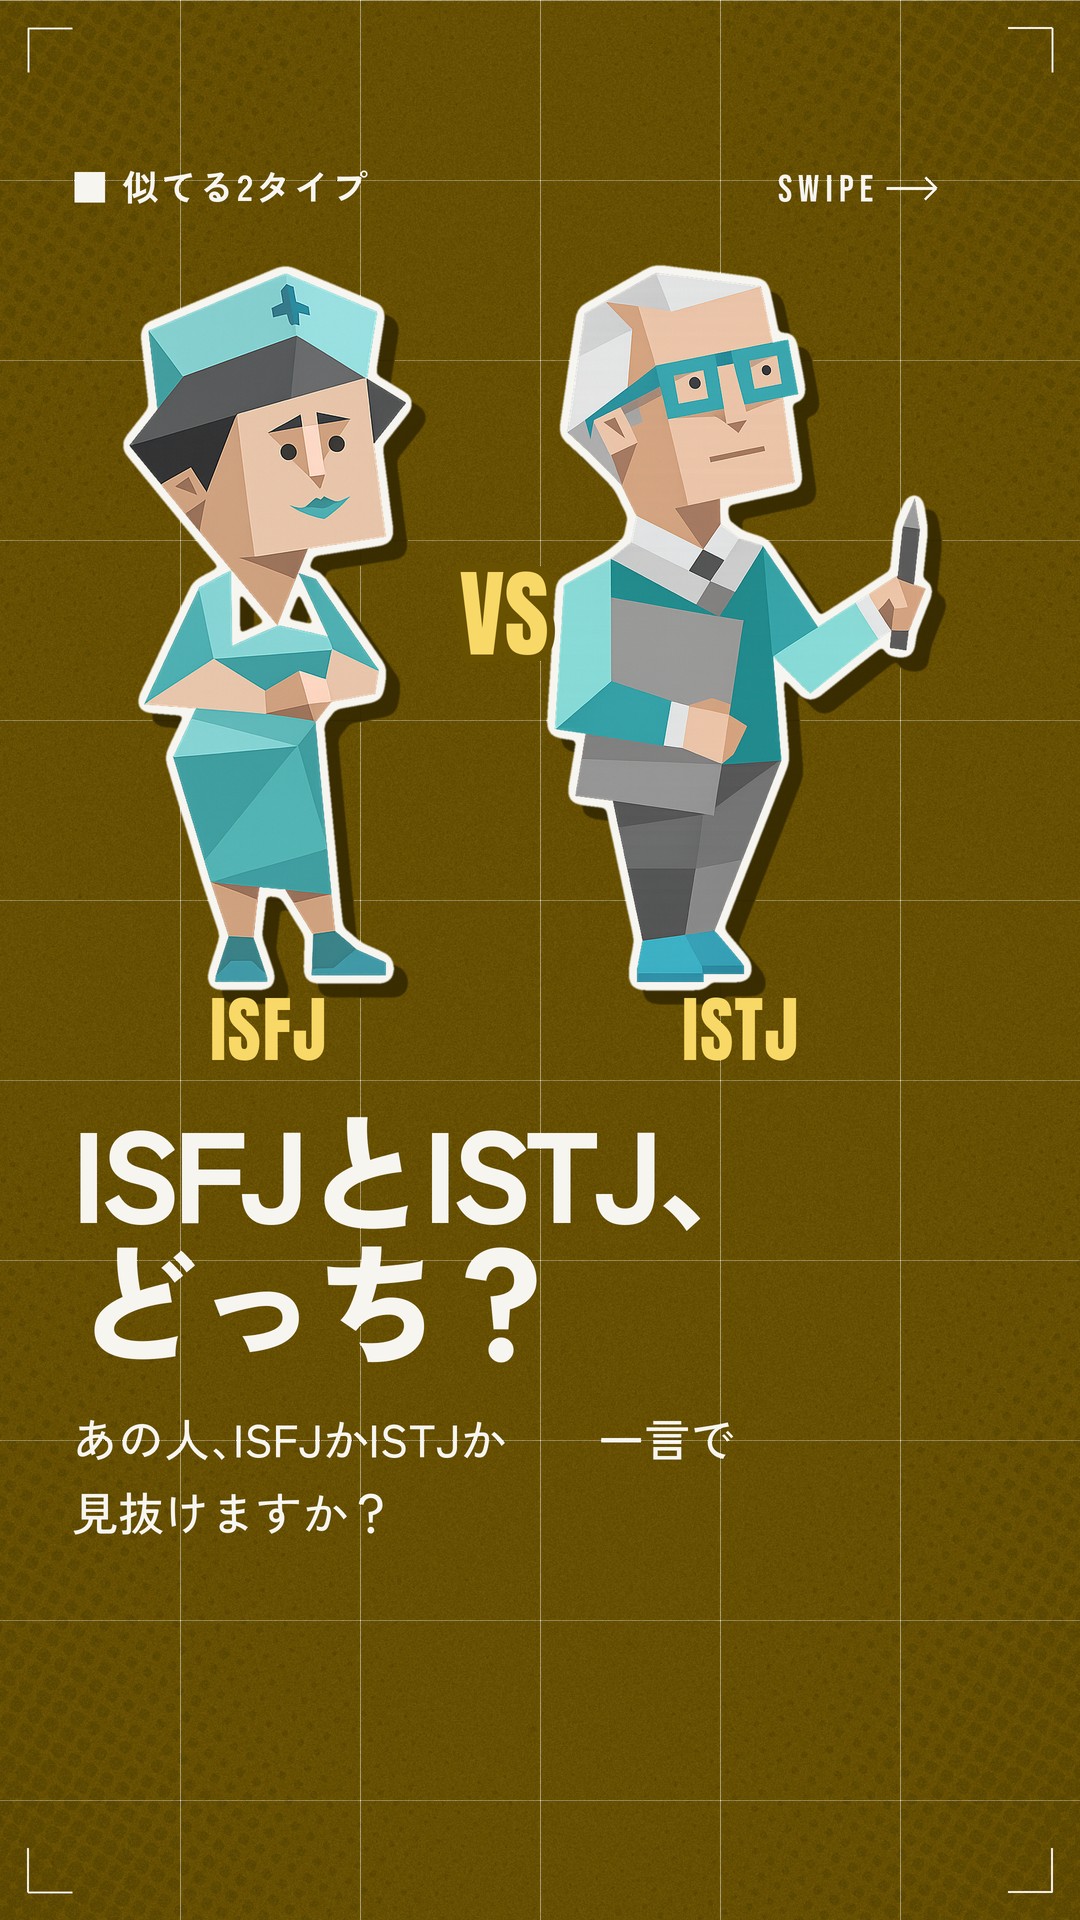 似てる2タイプ
SWIPE
VS
ISFJ
ISTJ
ISFJとISTJ、
どっち？
あの人、ISFJかISTJか 一言で
見抜けますか？